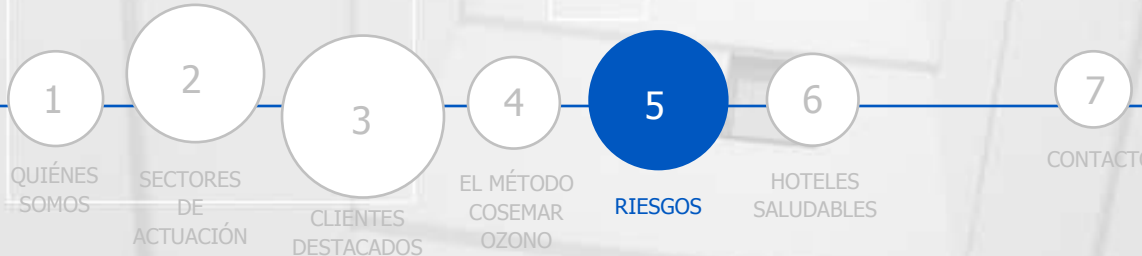 1
QUIÉNES
SOMOS
2
SECTORES
DE
ACTUACIÓN
3
CLIENTES
DESTACADOS
4
EL MÉTODO
COSEMAR
OZONO
5
RIESGOS
6
HOTELES
SALUDABLES
7
CONTACTO